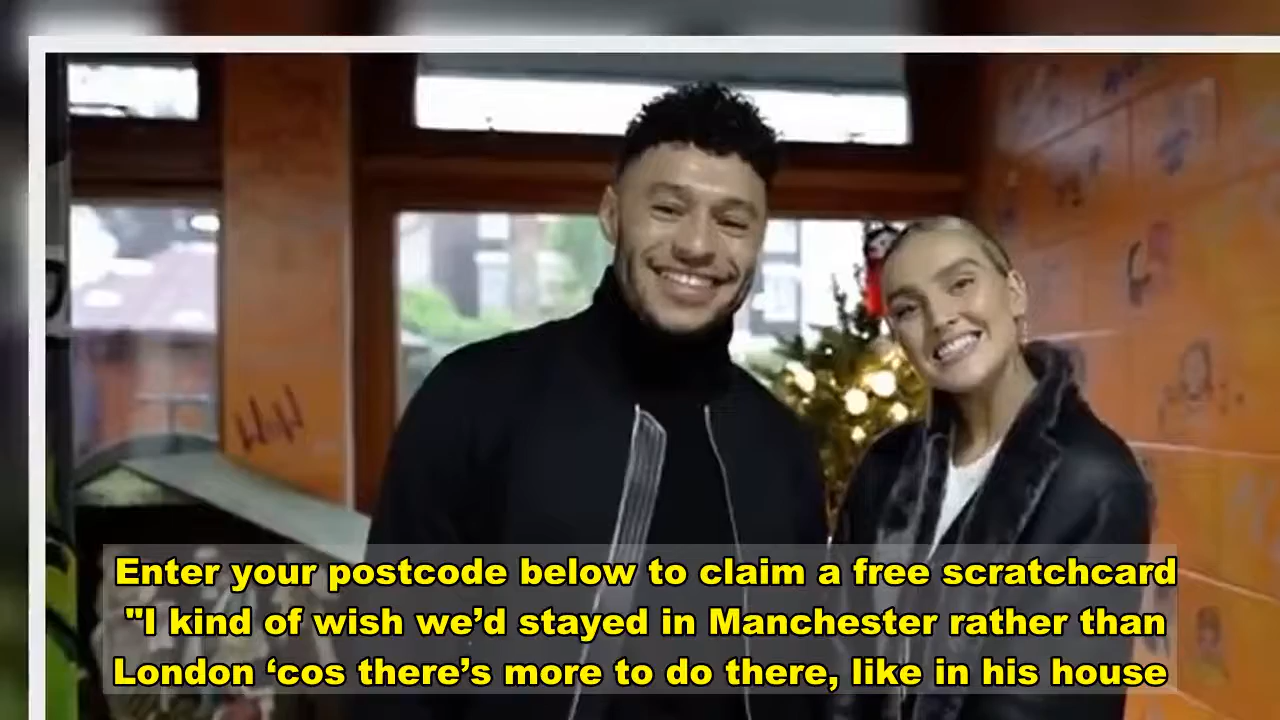 Enter your postcode below to claim a free scratchcard
"I kind of wish we’d stayed in Manchester rather than
London ‘cos there’s more to do there, like in his house